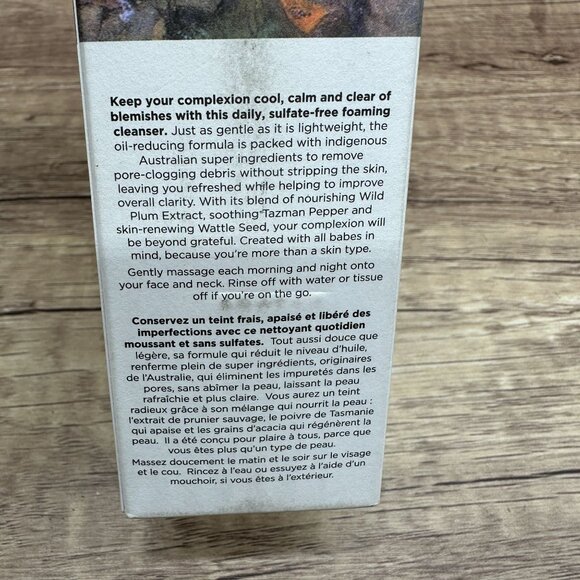 Keep your complexion cool, calm and clear of
blemishes with this daily, sulfate-free foaming
cleanser. Just as gentle as it is lightweight, the
oil-reducing formula is packed with indigenous
Australian super ingredients to remove
pore-clogging debris without stripping the skin,
leaving you refreshed while helping to improve
overall clarity. With its blend of nourishing Wild
Plum Extract, soothing Tazman Pepper and
skin-renewing Wattle Seed, your complexion will
be beyond grateful. Created with all babes in
mind, because you're more than a skin type.
Gently massage each morning and night onto
your face and neck. Rinse off with water or tissue
off if you're on the go.
Conservez un teint frais, apaisé et libéré des
imperfections avec ce nettoyant quotidien
moussant et sans sulfates. Tout aussi douce que
légère, sa formule qui réduit le niveau d'huile,
renferme plein de super ingrédients, originaires
de l'Australie, qui éliminent les impuretés dans les
pores, sans abîmer la peau, laissant la peau
rafraîchie et plus claire. Vous aurez un teint
radieux grâce à son mélange qui nourrit la peau :
l'extrait de prunier sauvage, le poivre de Tasmanie
qui apaise et les grains d'acacia qui régénèrent la
peau. Il a été conçu pour plaire à tous, parce que
vous êtes plus qu'un type de peau.
Massez doucement le matin et le soir sur le visage
et le cou. Rincez à l'eau ou essuyez à l'aide d'un
mouchoir, si vous êtes à l'extérieur.